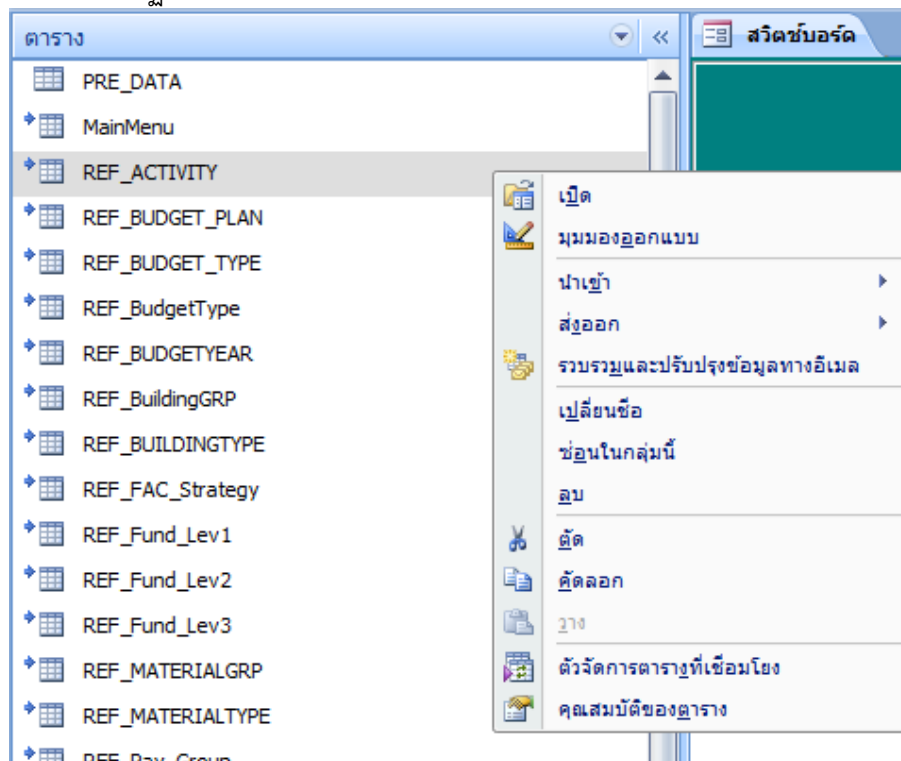 ตาราง
สวิตช์บอร์ด
PRE_DATA
MainMenu
REF_ACTIVITY
REF_BUDGET_PLAN
REF_BUDGET_TYPE
REF_BudgetType
REF_BUDGETYEAR
REF_BuildingGRP
REF_BUILDINGTYPE
REF_FAC_Strategy
REF_Fund_Lev1
REF_Fund_Lev2
REF_Fund_Lev3
REF_MATERIALGRP
REF_MATERIALTYPE
REF_Pay_Group
เปิด
มุมมองออกแบบ
นำเข้า
ส่งออก
รวบรวมและปรับปรุงข้อมูลทางอีเมล
เปลี่ยนชื่อ
ซ่อนในกลุ่มนี้
ลบ
ตัด
คัดลอก
วาง
ตัวจัดการตารางที่เชื่อมโยง
คุณสมบัติของตาราง